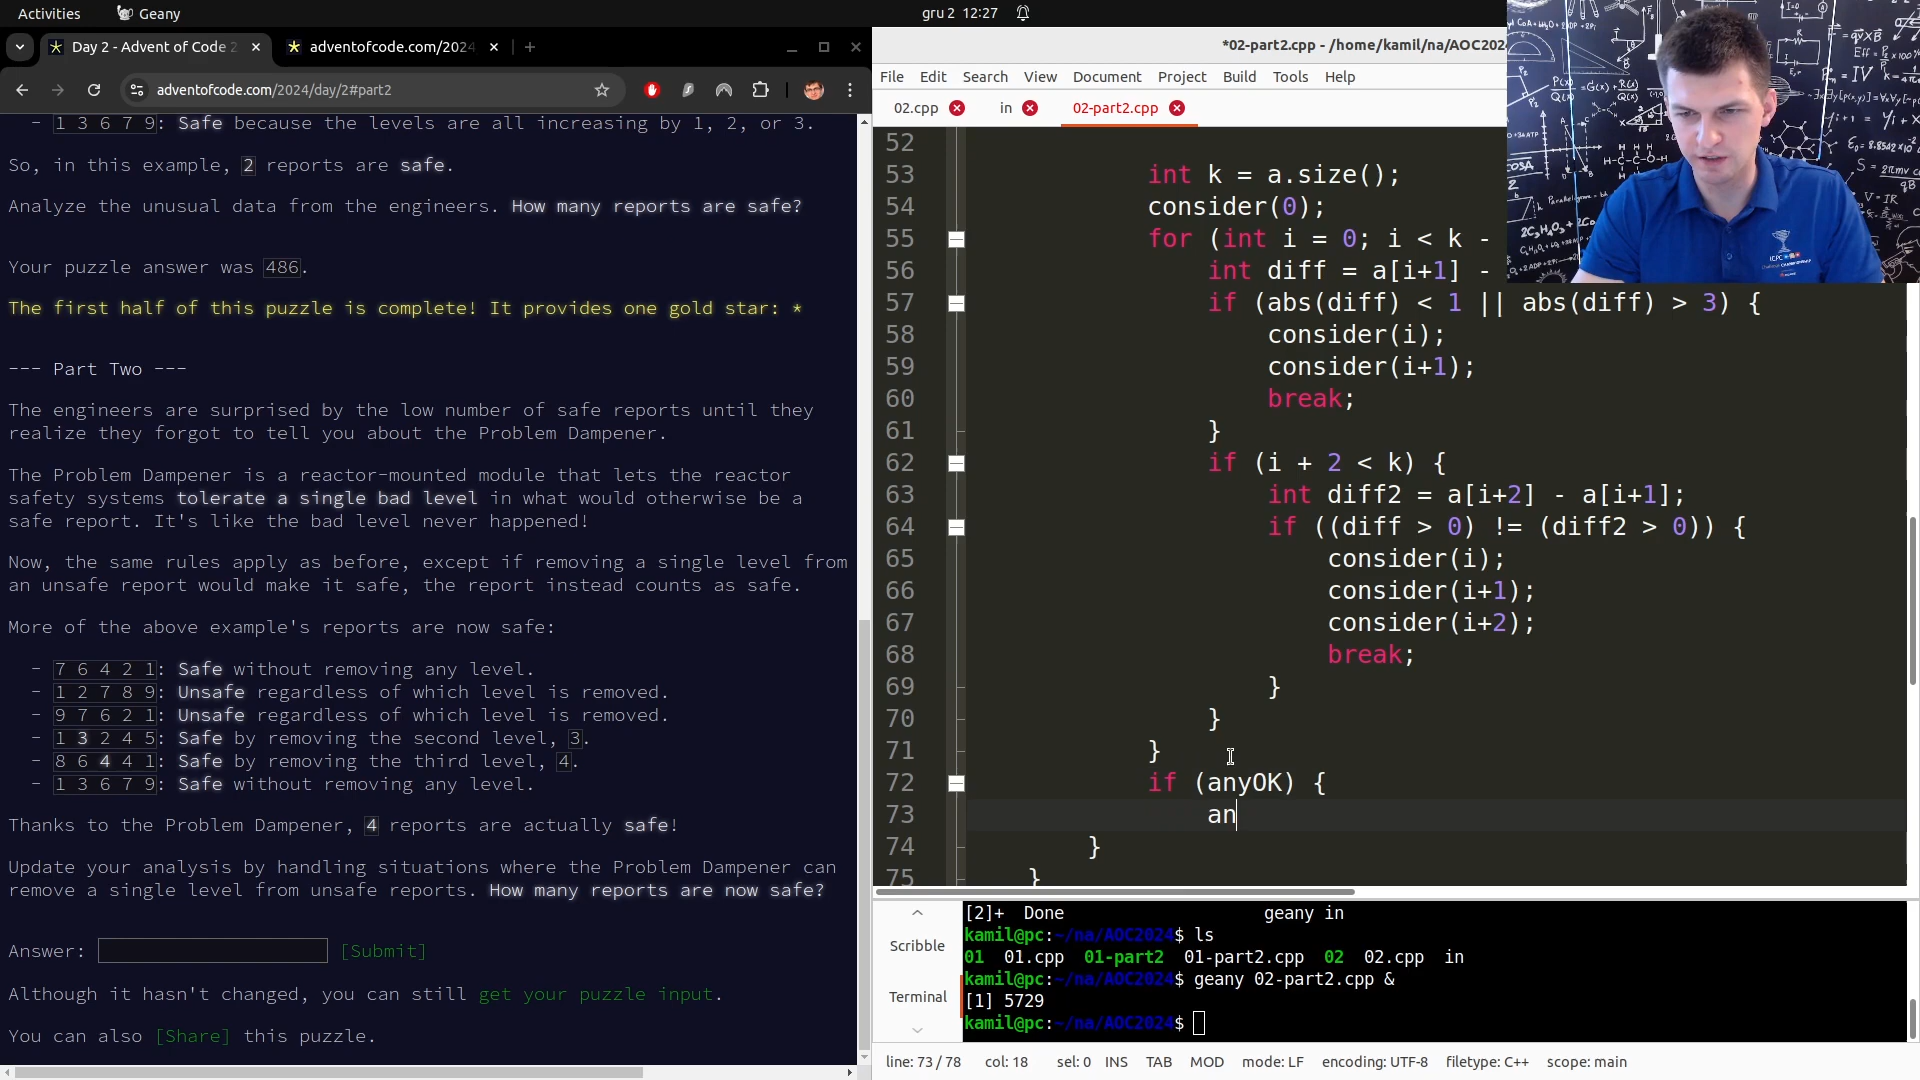 Activities
Geany
gru 2 12:27
Day 2 - Advent of Code 2
adventofcode.com/2024
adventofcode.com/2024/day/2#part2
- 1 3 6 7 9: Safe because the levels are all increasing by 1, 2, or 3.
So, in this example, 2 reports are safe.
Analyze the unusual data from the engineers. How many reports are safe?
Your puzzle answer was 486.
The first half of this puzzle is complete! It provides one gold star: *
--- Part Two ---
The engineers are surprised by the low number of safe reports until they
realize they forgot to tell you about the Problem Dampener.
The Problem Dampener is a reactor-mounted module that lets the reactor
safety systems tolerate a single bad level in what would otherwise be a
safe report. It's like the bad level never happened!
Now, the same rules apply as before, except if removing a single level from
an unsafe report would make it safe, the report instead counts as safe.
More of the above example's reports are now safe:
- 7 6 4 2 1: Safe without removing any level.
- 1 2 7 8 9: Unsafe regardless of which level is removed.
- 9 7 6 2 1: Unsafe regardless of which level is removed.
- 1 3 2 4 5: Safe by removing the second level, 3.
- 8 6 4 4 1: Safe by removing the third level, 4.
- 1 3 6 7 9: Safe without removing any level.
Thanks to the Problem Dampener, 4 reports are actually safe!
Update your analysis by handling situations where the Problem Dampener can
remove a single level from unsafe reports. How many reports are now safe?
Answer: [Submit]
Although it hasn't changed, you can still get your puzzle input.
You can also [Share] this puzzle.
*02-part2.cpp - /home/kamil/na/AOC202
File Edit Search View Document Project Build Tools Help
02.cpp in 02-part2.cpp
52
53 int k = a.size();
54 consider(0);
55 for (int i = 0; i < k -
56 int diff = a[i+1] -
57 if (abs(diff) < 1 || abs(diff) > 3) {
58 consider(i);
59 consider(i+1);
60 break;
61 }
62 if (i + 2 < k) {
63 int diff2 = a[i+2] - a[i+1];
64 if ((diff > 0) != (diff2 > 0)) {
65 consider(i);
66 consider(i+1);
67 consider(i+2);
68 break;
69 }
70 }
71 }
72 if (anyOK) {
73 an
74 }
75 }
Scribble
Terminal
[2]+ Done geany in
kamil@pc:~/na/AOC2024$ ls
01 01.cpp 01-part2 01-part2.cpp 02 02.cpp in
kamil@pc:~/na/AOC2024$ geany 02-part2.cpp &
[1] 5729
kamil@pc:~/na/AOC2024$
line: 73 / 78 col: 18 sel: 0 INS TAB MOD mode: LF encoding: UTF-8 filetype: C++ scope: main
ICPC